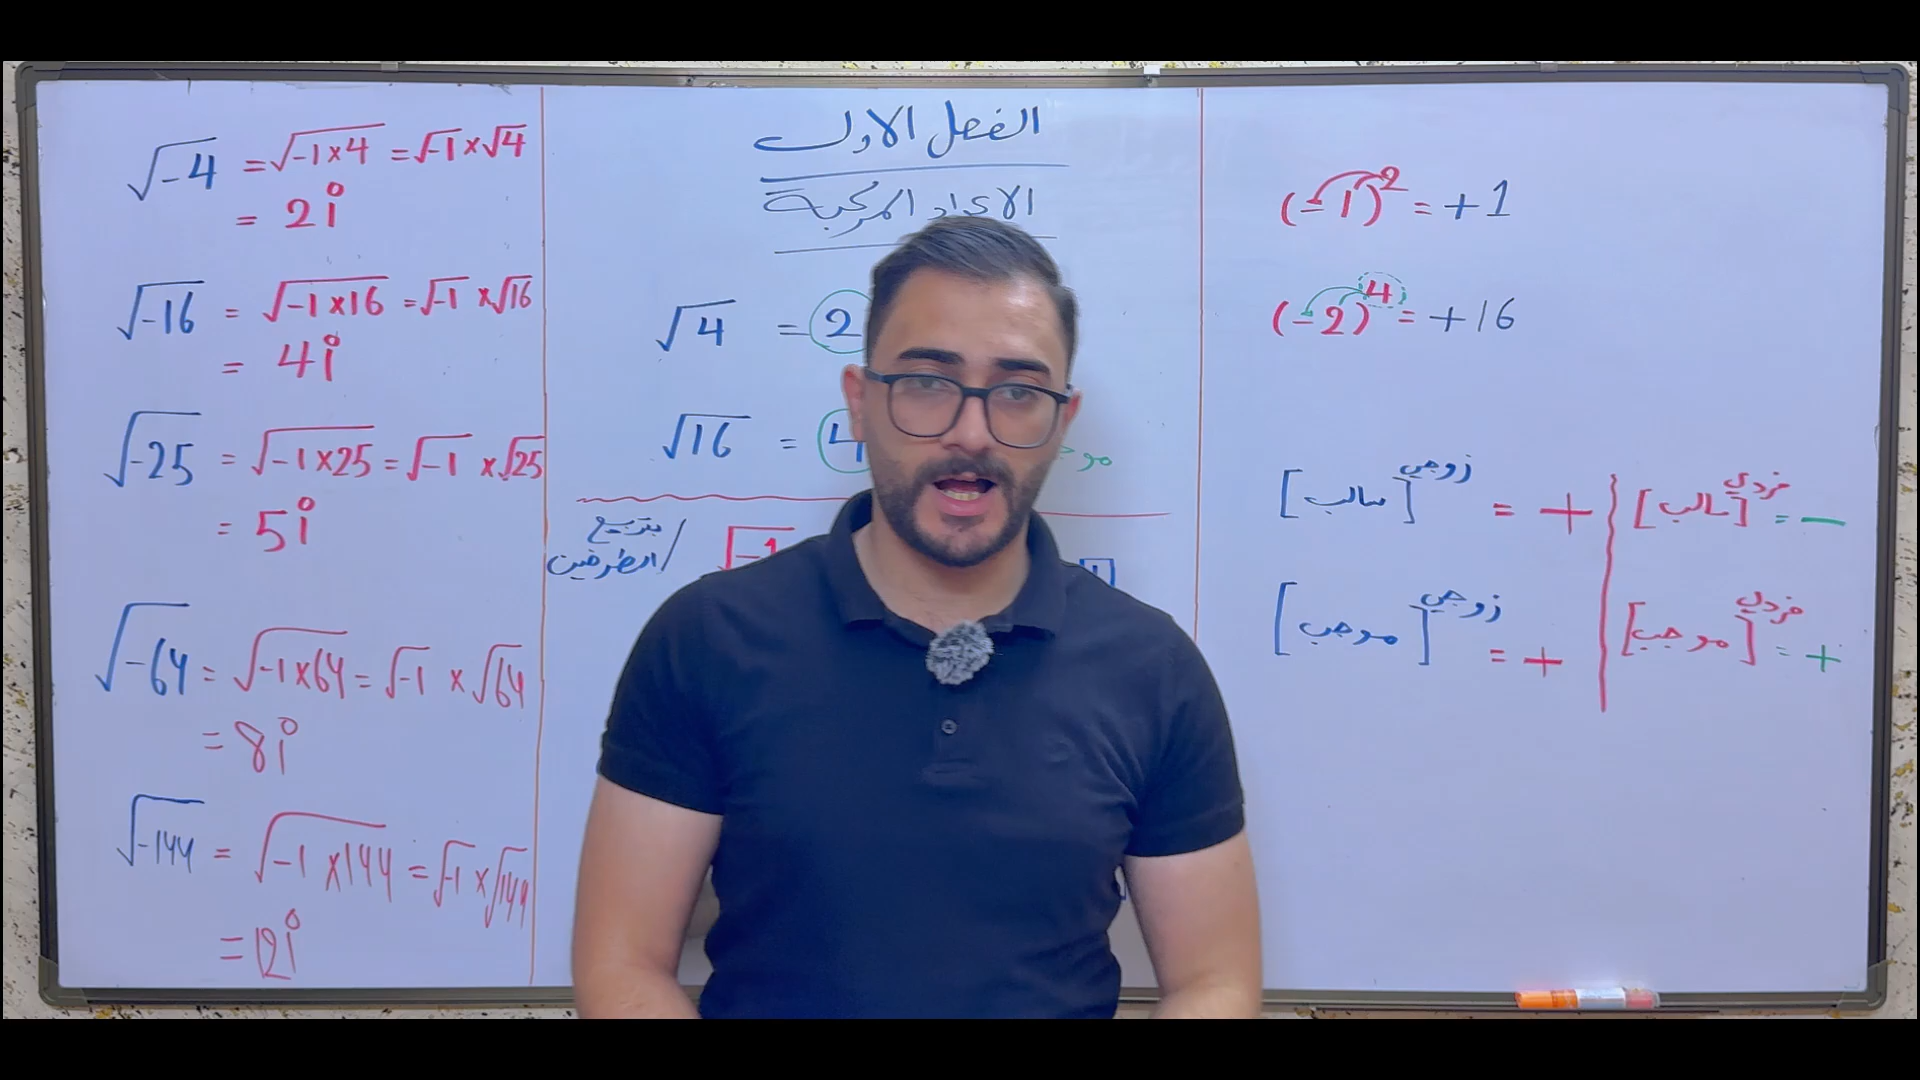 الفصل الاول
الاعداد المركبة
√-4 = √-1×4 = √-1 × √4
= 2i
√-16 = √-1×16 = √-1 × √16
= 4i
√-25 = √-1×25 = √-1 × √25
= 5i
√-64 = √-1×64 = √-1 × √64
= 8i
√-144 = √-1×144 = √-1 × √144
= 12i
√4 = 2
√16 = 4
بتربيع الطرفين / √-1
(-1)² = +1
(-2)⁴ = +16
[سالب]^زوجي = +
[سالب]^فردي = -
[موجب]^زوجي = +
[موجب]^فردي = +